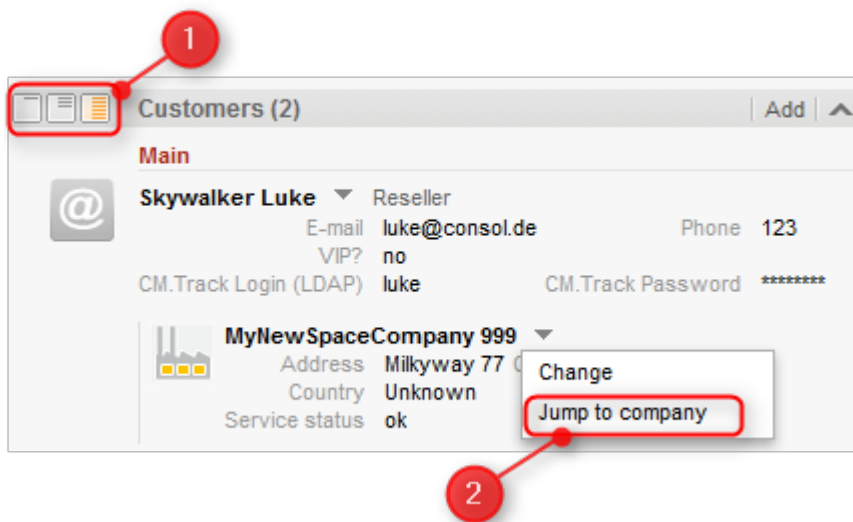 1
Customers (2) Add
Main
Skywalker Luke Reseller
E-mail luke@consol.de Phone 123
VIP? no
CM.Track Login (LDAP) luke CM.Track Password ********
MyNewSpaceCompany 999
Address Milkyway 77
Change
Country Unknown
Jump to company
Service status ok
2